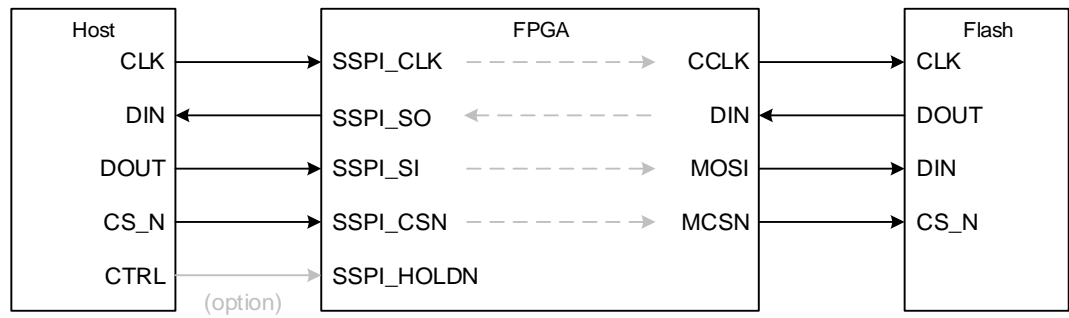 Host FPGA Flash
CLK SSPI_CLK CCLK CLK
DIN SSPI_SO DIN DOUT
DOUT SSPI_SI MOSI DIN
CS_N SSPI_CSN MCSN CS_N
CTRL SSPI_HOLDN
(option)